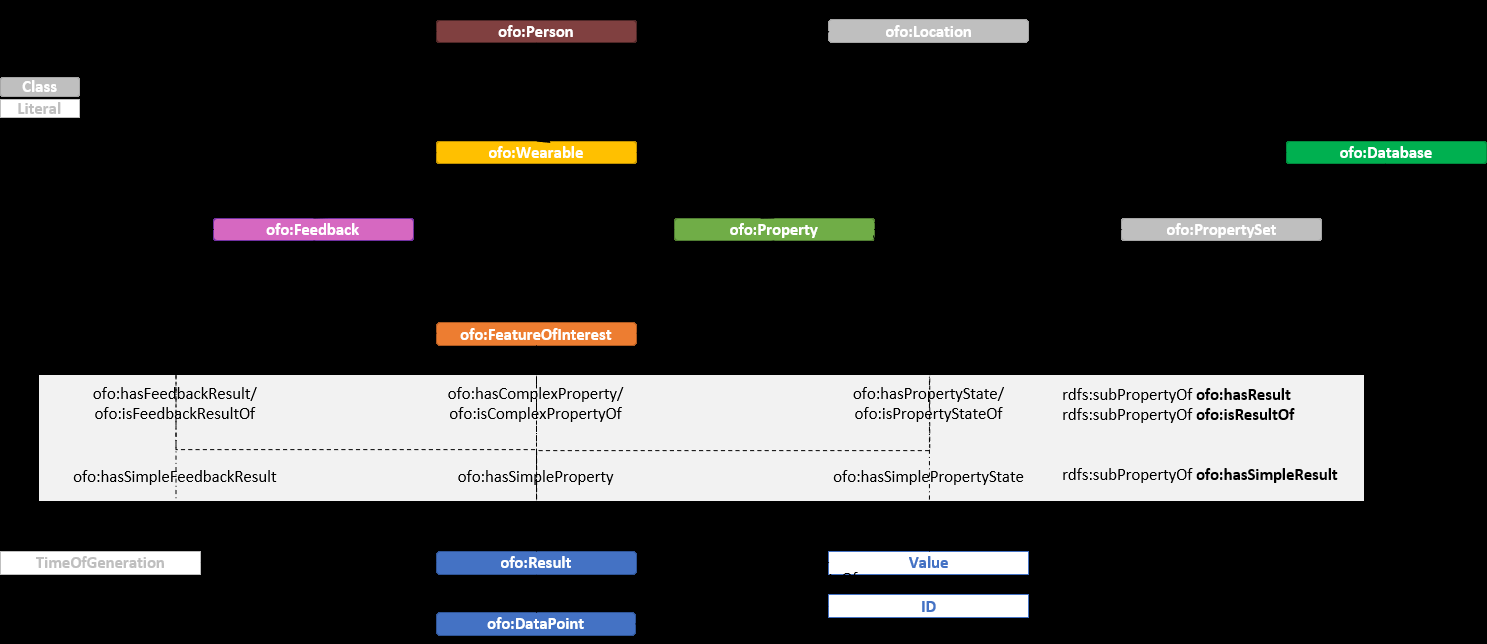 ofo:Person
ofo:Location
Class
Literal
ofo:Wearable
ofo:Database
ofo:Feedback
ofo:Property
ofo:PropertySet
ofo:FeatureOfInterest
ofo:hasFeedbackResult/
ofo:isFeedbackResultOf
ofo:hasComplexProperty/
ofo:isComplexPropertyOf
ofo:hasPropertyState/
ofo:isPropertyStateOf
rdfs:subPropertyOf ofo:hasResult
rdfs:subPropertyOf ofo:isResultOf
ofo:hasSimpleFeedbackResult
ofo:hasSimpleProperty
ofo:hasSimplePropertyState
rdfs:subPropertyOf ofo:hasSimpleResult
TimeOfGeneration
ofo:Result
Value
ID
ofo:DataPoint